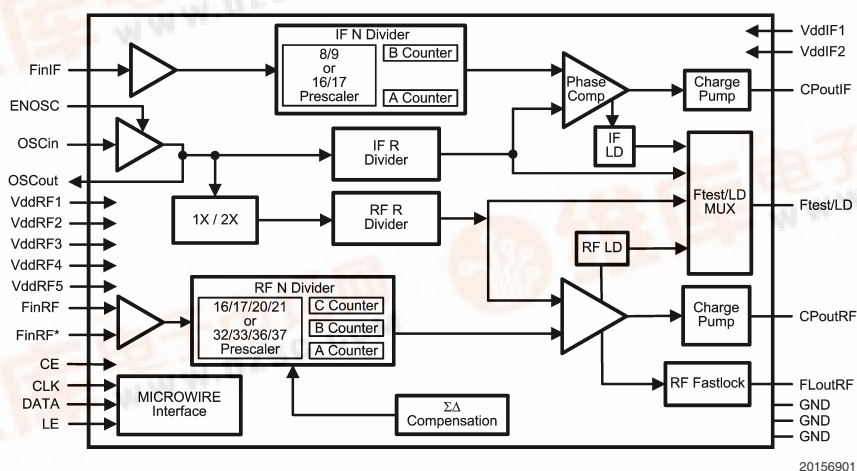 IF N Divider
8/9
or
16/17
Prescaler
B Counter
A Counter
FinIF
ENOSC
OSCin
OSCout
VddRF1
VddRF2
VddRF3
VddRF4
VddRF5
FinRF
FinRF*
CE
CLK
DATA
LE
Phase
Comp
Charge
Pump
VddIF1
VddIF2
CPoutIF
IF
LD
IF R
Divider
1X / 2X
RF R
Divider
Ftest/LD
MUX
Ftest/LD
RF LD
RF N Divider
16/17/20/21
or
32/33/36/37
Prescaler
C Counter
B Counter
A Counter
Charge
Pump
CPoutRF
RF Fastlock
FLoutRF
GND
GND
GND
MICROWIRE
Interface
ΣΔ
Compensation
20156901